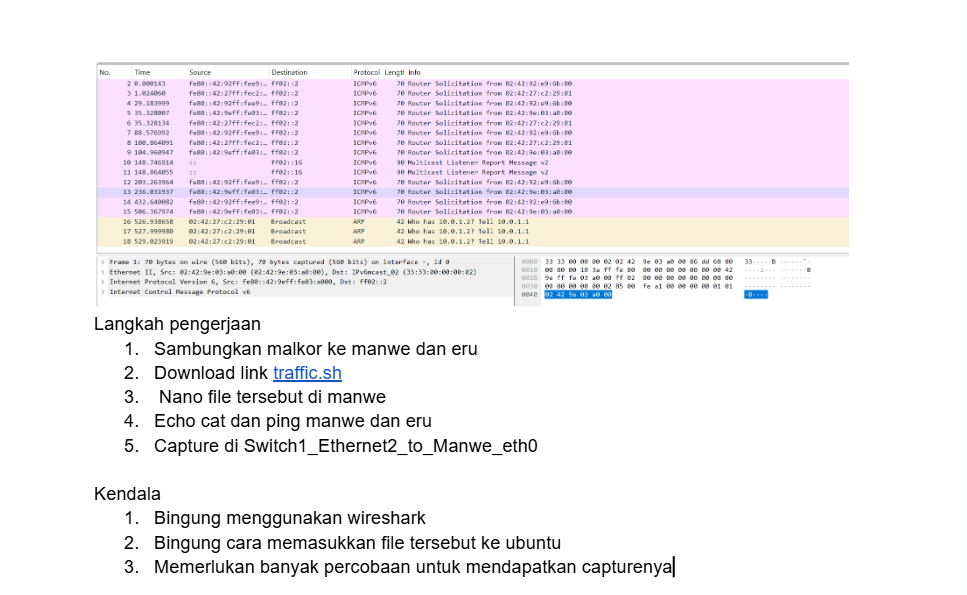 No. Time Source Destination Protocol Lengtl Info
2 0.000143 fe80::42:92ff:fee9:… ff02::2 ICMPv6 70 Router Solicitation from 02:42:92:e9:6b:00
3 1.024060 fe80::42:27ff:fec2:… ff02::2 ICMPv6 70 Router Solicitation from 02:42:27:c2:29:01
4 29.183999 fe80::42:92ff:fee9:… ff02::2 ICMPv6 70 Router Solicitation from 02:42:92:e9:6b:00
5 35.328007 fe80::42:9eff:fe03:… ff02::2 ICMPv6 70 Router Solicitation from 02:42:9e:03:a0:00
6 35.328134 fe80::42:27ff:fec2:… ff02::2 ICMPv6 70 Router Solicitation from 02:42:27:c2:29:01
7 88.576992 fe80::42:92ff:fee9:… ff02::2 ICMPv6 70 Router Solicitation from 02:42:92:e9:6b:00
8 100.864091 fe80::42:27ff:fec2:… ff02::2 ICMPv6 70 Router Solicitation from 02:42:27:c2:29:01
9 104.960947 fe80::42:9eff:fe03:… ff02::2 ICMPv6 70 Router Solicitation from 02:42:9e:03:a0:00
10 148.746914 :: ff02::16 ICMPv6 90 Multicast Listener Report Message v2
11 148.864055 :: ff02::16 ICMPv6 90 Multicast Listener Report Message v2
12 203.263964 fe80::42:92ff:fee9:… ff02::2 ICMPv6 70 Router Solicitation from 02:42:92:e9:6b:00
13 236.031937 fe80::42:9eff:fe03:… ff02::2 ICMPv6 70 Router Solicitation from 02:42:9e:03:a0:00
14 432.640082 fe80::42:92ff:fee9:… ff02::2 ICMPv6 70 Router Solicitation from 02:42:92:e9:6b:00
15 506.367974 fe80::42:9eff:fe03:… ff02::2 ICMPv6 70 Router Solicitation from 02:42:9e:03:a0:00
16 526.938658 02:42:27:c2:29:01 Broadcast ARP 42 Who has 10.0.1.2? Tell 10.0.1.1
17 527.999980 02:42:27:c2:29:01 Broadcast ARP 42 Who has 10.0.1.2? Tell 10.0.1.1
18 529.023919 02:42:27:c2:29:01 Broadcast ARP 42 Who has 10.0.1.2? Tell 10.0.1.1
Frame 1: 70 bytes on wire (560 bits), 70 bytes captured (560 bits) on interface -, id 0
Ethernet II, Src: 02:42:9e:03:a0:00 (02:42:9e:03:a0:00), Dst: IPv6mcast_02 (33:33:00:00:00:02)
Internet Protocol Version 6, Src: fe80::42:9eff:fe03:a000, Dst: ff02::2
Internet Control Message Protocol v6
0000 33 33 00 00 00 02 02 42 9e 03 a0 00 86 dd 60 00
0010 00 00 00 10 3a ff fe 80 00 00 00 00 00 00 00 42
0020 9e ff fe 03 a0 00 ff 02 00 00 00 00 00 00 00 00
0030 00 00 00 00 00 02 85 00 fe a1 00 00 00 00 01 01
0040 02 42 9e 03 a0 00
Langkah pengerjaan
1. Sambungkan malkor ke manwe dan eru
2. Download link traffic.sh
3. Nano file tersebut di manwe
4. Echo cat dan ping manwe dan eru
5. Capture di Switch1_Ethernet2_to_Manwe_eth0
Kendala
1. Bingung menggunakan wireshark
2. Bingung cara memasukkan file tersebut ke ubuntu
3. Memerlukan banyak percobaan untuk mendapatkan capturenya